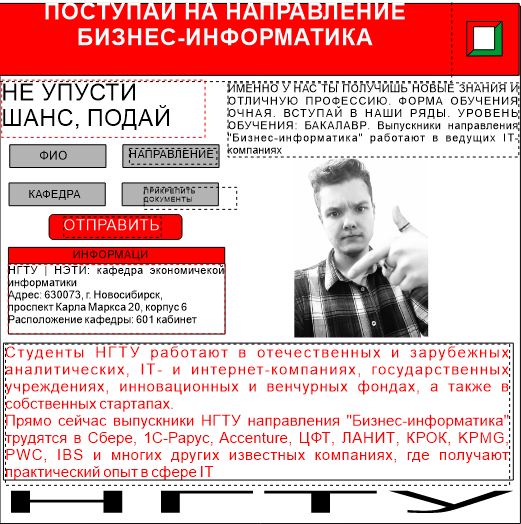 ПОСТУПАЙ НА НАПРАВЛЕНИЕ
БИЗНЕС-ИНФОРМАТИКА
НЕ УПУСТИ
ШАНС, ПОДАЙ
ИМЕННО У НАС ТЫ ПОЛУЧИШЬ НОВЫЕ ЗНАНИЯ И
ОТЛИЧНУЮ ПРОФЕССИЮ. ФОРМА ОБУЧЕНИЯ
ОЧНАЯ. ВСТУПАЙ В НАШИ РЯДЫ. УРОВЕНЬ
ОБУЧЕНИЯ: БАКАЛАВР. Выпускники направления
"Бизнес-информатика" работают в ведущих IT-
компаниях
ФИО
НАПРАВЛЕНИЕ
КАФЕДРА
ПРИКРЕПИТЬ
ДОКУМЕНТЫ
ОТПРАВИТЬ
ИНФОРМАЦИ
НГТУ | НЭТИ: кафедра экономичекой
информатики
Адрес: 630073, г. Новосибирск,
проспект Карла Маркса 20, корпус 6
Расположение кафедры: 601 кабинет
Студенты НГТУ работают в отечественных и зарубежных
аналитических, IT- и интернет-компаниях, государственных
учреждениях, инновационных и венчурных фондах, а также в
собственных стартапах.
Прямо сейчас выпускники НГТУ направления "Бизнес-информатика"
трудятся в Сбере, 1С-Рарус, Accenture, ЦФТ, ЛАНИТ, КРОК, KPMG,
PWC, IBS и многих других известных компаниях, где получают
практический опыт в сфере IT
НГТУ